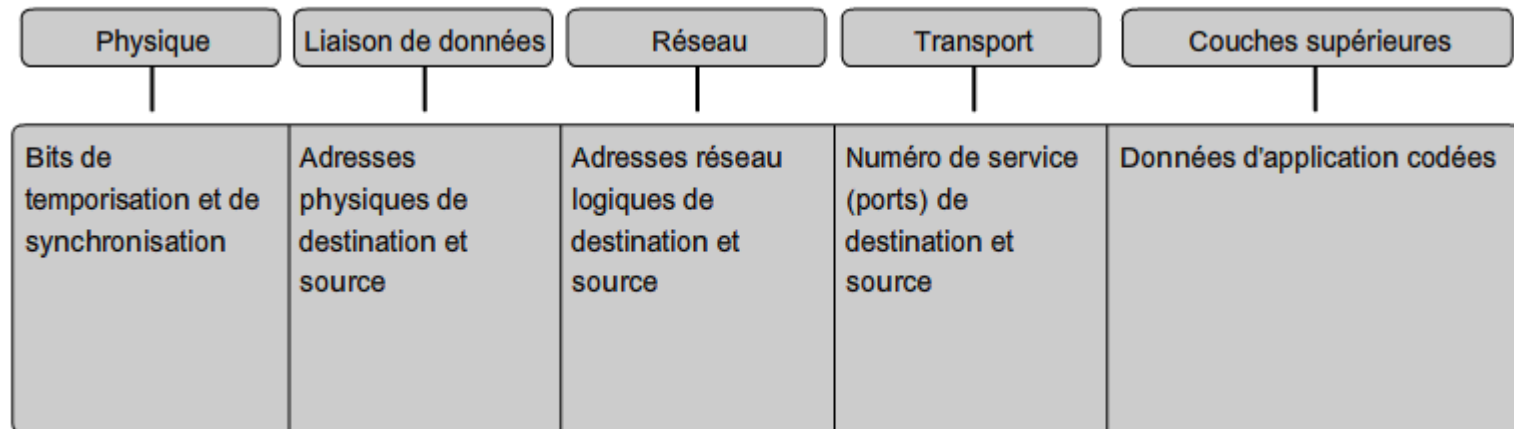 Physique
Liaison de données
Réseau
Transport
Couches supérieures
Bits de
temporisation et de
synchronisation
Adresses
physiques de
destination et
source
Adresses réseau
logiques de
destination et
source
Numéro de service
(ports) de
destination et
source
Données d'application codées